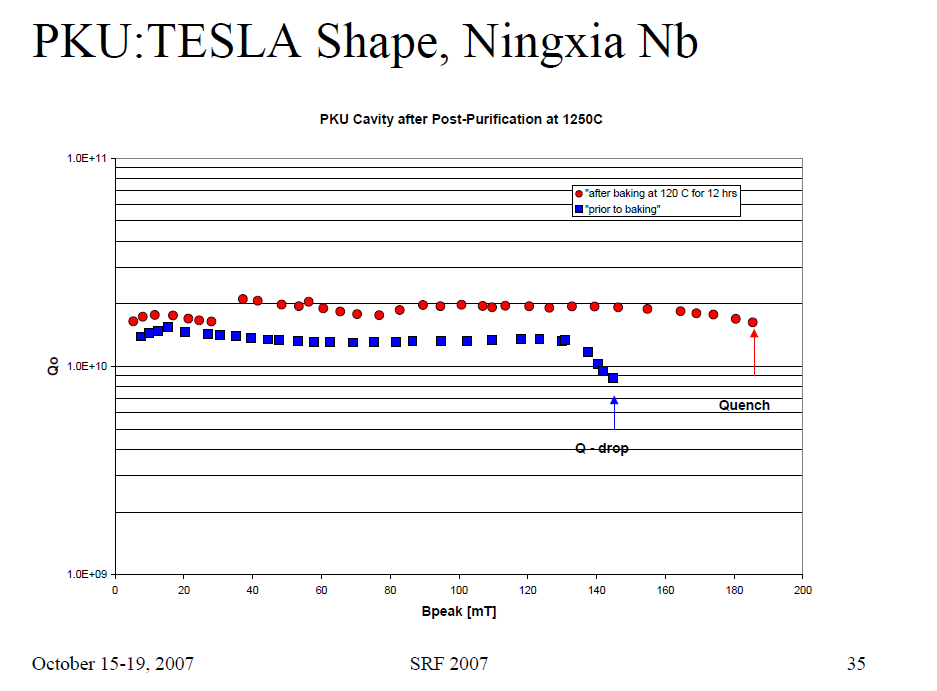 PKU:TESLA Shape, Ningxia Nb
PKU Cavity after Post-Purification at 1250C
1.0E+11
"after baking at 120 C for 12 hrs
"prior to baking"
Qo
1.0E+10
Quench
Q - drop
1.0E+09
0 20 40 60 80 100 120 140 160 180 200
Bpeak [mT]
October 15-19, 2007 SRF 2007 35